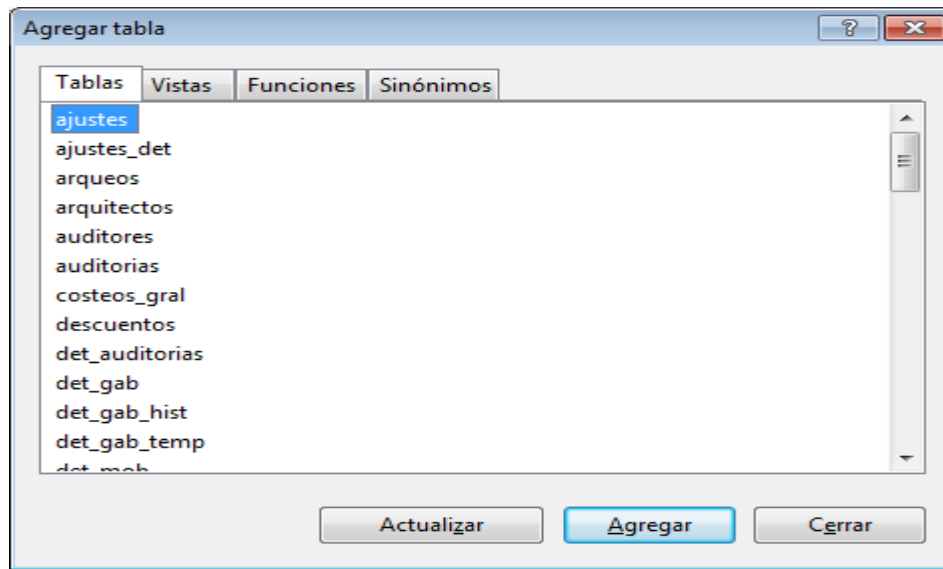 Agregar tabla
Tablas Vistas Funciones Sinónimos
ajustes
ajustes_det
arqueos
arquitectos
auditores
auditorias
costeos_gral
descuentos
det_auditorias
det_gab
det_gab_hist
det_gab_temp
det_mob
Actualizar Agregar Cerrar